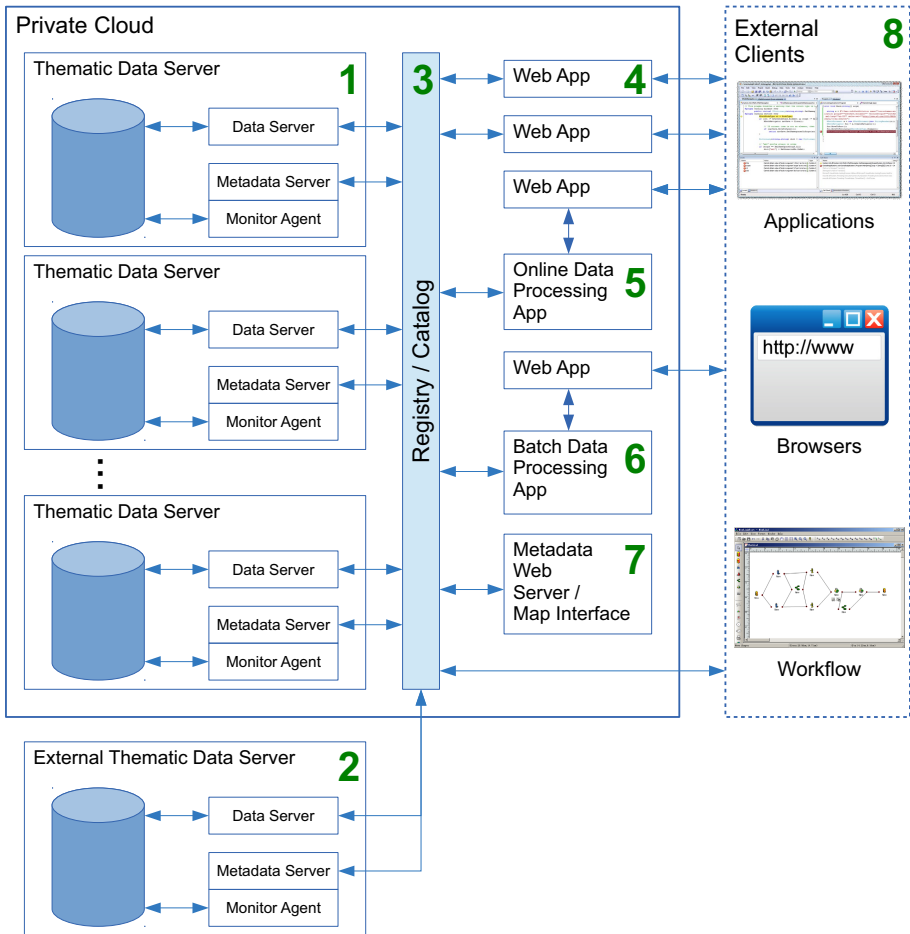 Private Cloud
Thematic Data Server
1
Data Server
Metadata Server
Monitor Agent
Thematic Data Server
Data Server
Metadata Server
Monitor Agent
Thematic Data Server
Data Server
Metadata Server
Monitor Agent
3
Registry / Catalog
Web App
4
Web App
Web App
Online Data
Processing
App
5
Web App
Batch Data
Processing
App
6
Metadata
Web
Server /
Map Interface
7
External
Clients
8
Applications
http://www
Browsers
Workflow
External Thematic Data Server
2
Data Server
Metadata Server
Monitor Agent